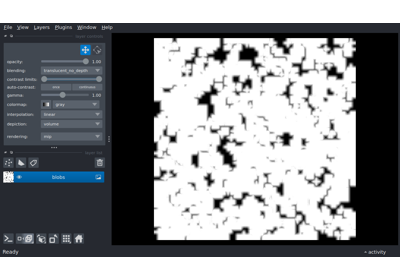 File View Layers Plugins Window Help
opacity: 1.00
blending: translucent_no_depth
contrast limits:
auto-contrast: once continuous
gamma: 1.00
colormap: gray
interpolation: linear
depiction: volume
rendering: mip
blobs
Ready
activity